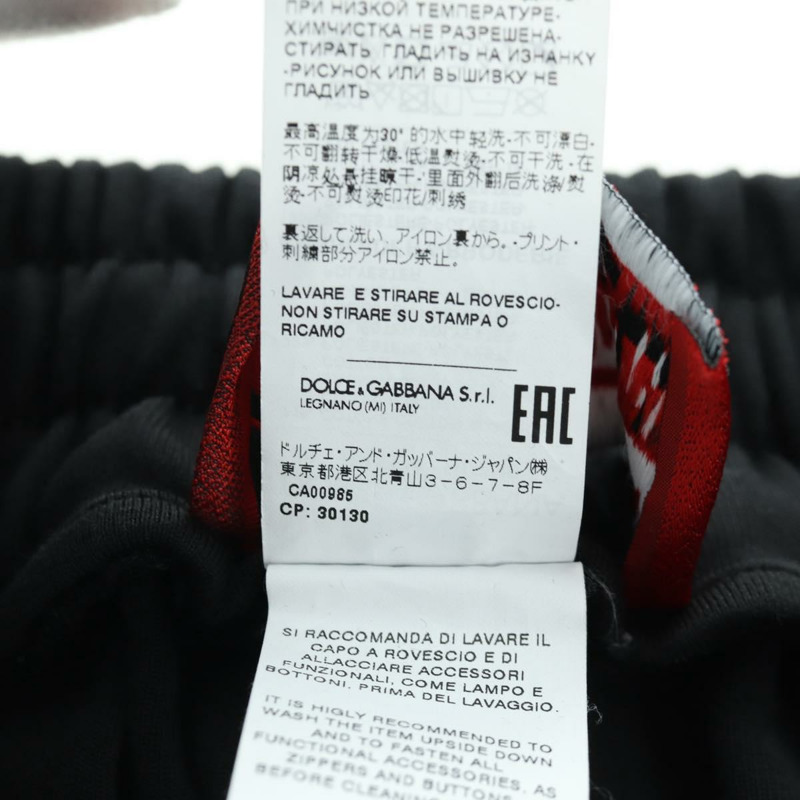 ПРИ НИЗКОЙ ТЕМПЕРАТУРЕ-
ХИМЧИСТКА НЕ РАЗРЕШЕНА-
СТИРАТЬ, ГЛАДИТЬ НА ИЗНАНКУ
-РИСУНОК ИЛИ ВЫШИВКУ НЕ
ГЛАДИТЬ
最高温度为30°的水中轻洗-不可漂白-
不可翻转干燥-低温熨烫-不可干洗-在
阴凉处悬挂晾干-里面外翻后洗涤/熨
烫-不可熨烫印花/刺绣
裏返して洗い、アイロン裏から。-プリント・
刺繍部分アイロン禁止。
LAVARE E STIRARE AL ROVESCIO-
NON STIRARE SU STAMPA O
RICAMO
DOLCE&GABBANA S.r.l.
LEGNANO (MI) ITALY
EAC
ドルチェ・アンド・ガッバーナ・ジャパン(株)
東京都港区北青山3-6-7-8F
CA00985
CP: 30130
SI RACCOMANDA DI LAVARE IL
CAPO A ROVESCIO E DI
ALLACCIARE ACCESSORI
FUNZIONALI, COME LAMPO E
BOTTONI, PRIMA DEL LAVAGGIO.
IT IS HIGLY RECOMMENDED TO
WASH THE ITEM UPSIDE DOWN
AND TO FASTEN ALL
FUNCTIONAL ACCESSORIES, AS
ZIPPERS AND BUTTONS
BEFORE CLEANING